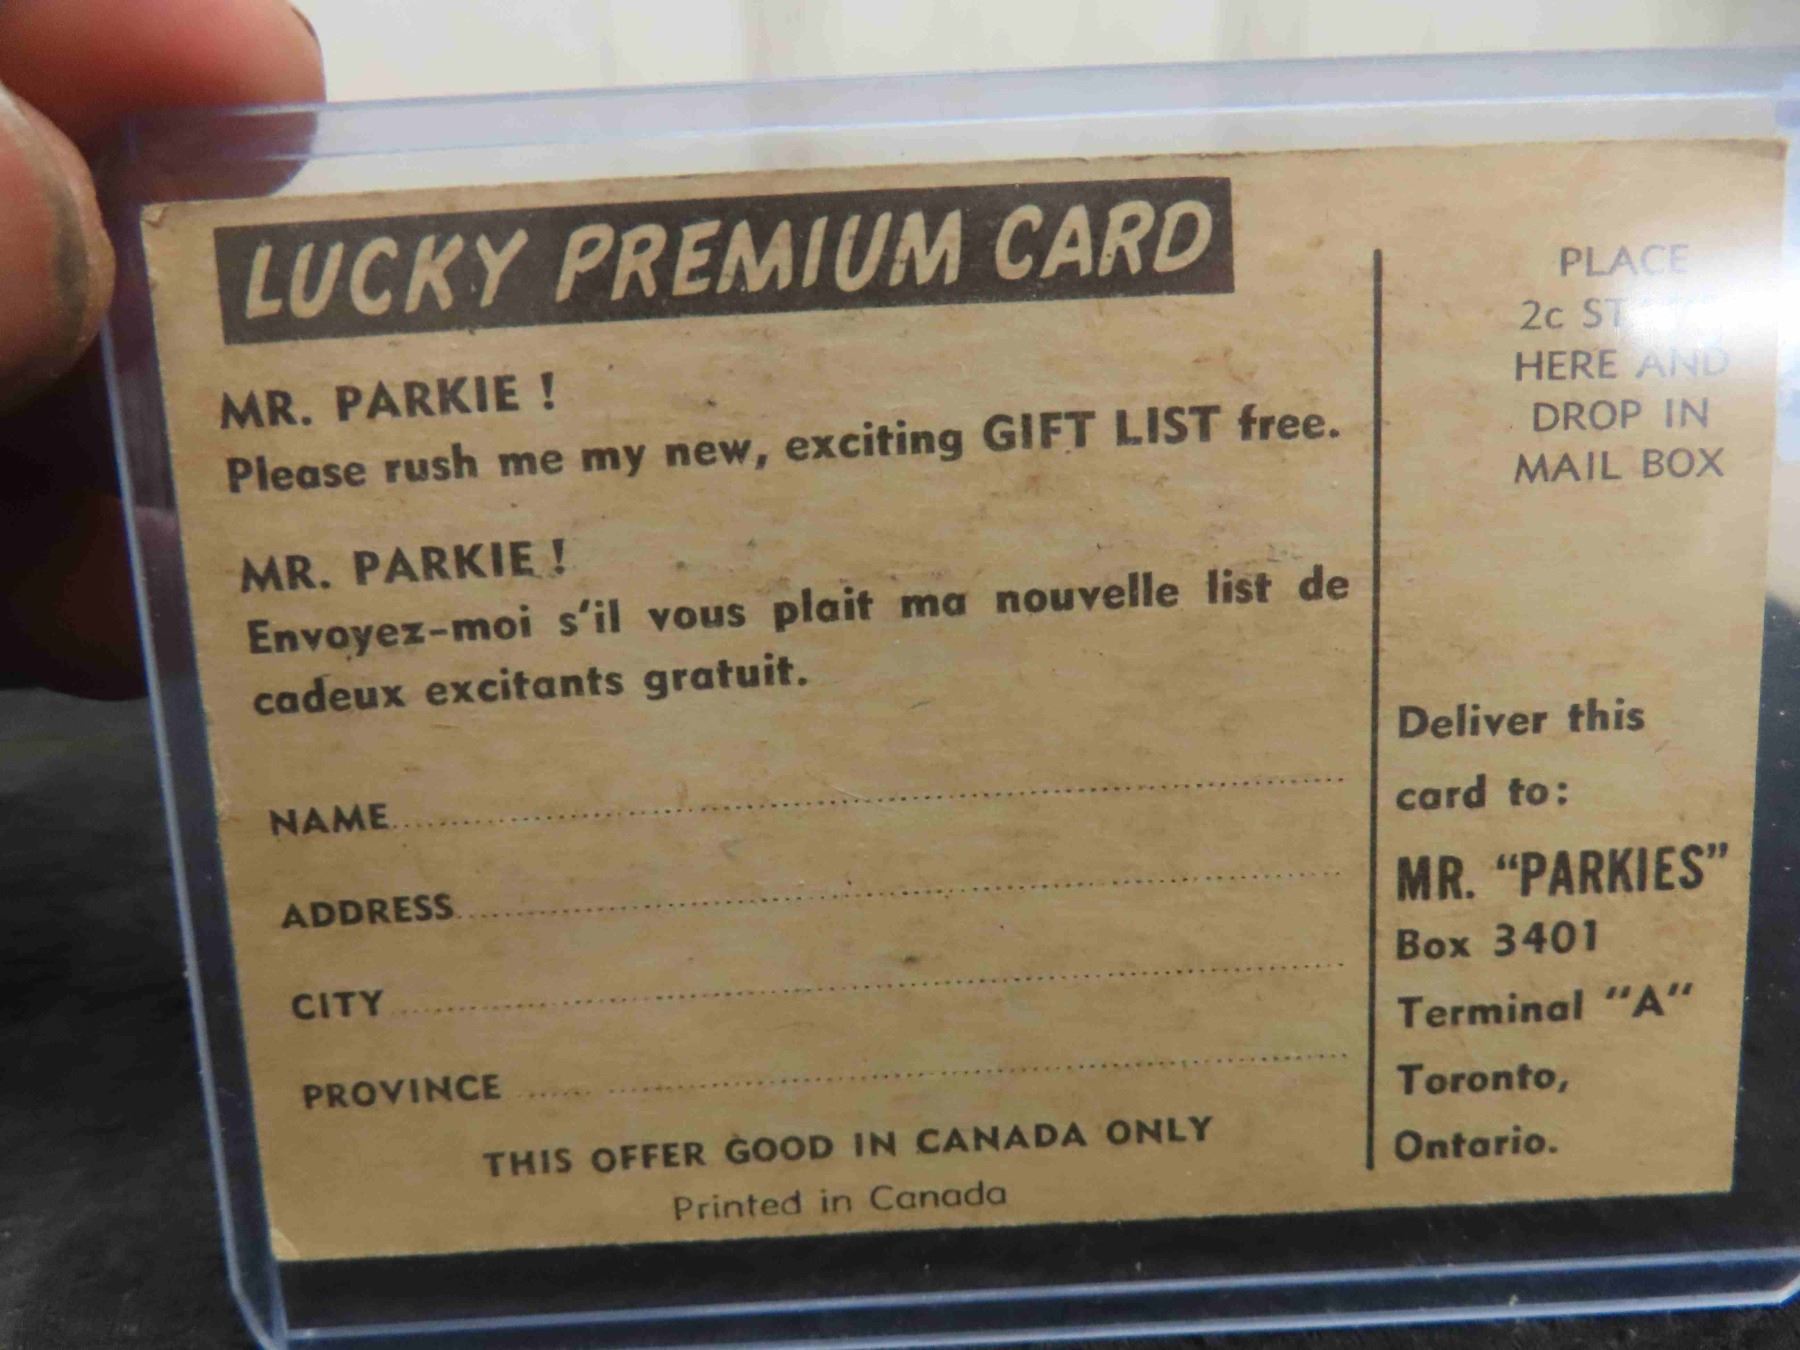 LUCKY PREMIUM CARD
MR. PARKIE !
Please rush me my new, exciting GIFT LIST free.
MR. PARKIE !
Envoyez-moi s'il vous plait ma nouvelle list de
cadeux excitants gratuit.
NAME
ADDRESS
CITY
PROVINCE
THIS OFFER GOOD IN CANADA ONLY
Printed in Canada
PLACE
2c
HERE AND
DROP IN
MAIL BOX
Deliver this
card to:
MR. "PARKIES"
Box 3401
Terminal "A"
Toronto,
Ontario.